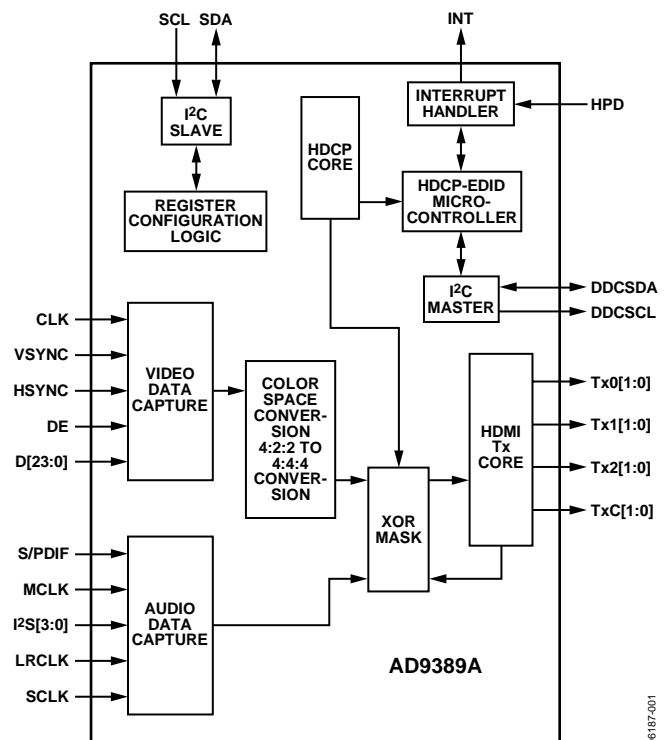 SCL SDA
INT
I²C
SLAVE
INTERRUPT
HANDLER
HPD
HDCP
CORE
REGISTER
CONFIGURATION
LOGIC
HDCP-EDID
MICRO-
CONTROLLER
I²C
MASTER
DDCSDA
DDCSCL
CLK
VSYNC
HSYNC
DE
D[23:0]
VIDEO
DATA
CAPTURE
COLOR
SPACE
CONVER-
SION
4:2:2 TO
4:4:4
CONVER-
SION
XOR
MASK
HDMI
Tx
CORE
Tx0[1:0]
Tx1[1:0]
Tx2[1:0]
TxC[1:0]
S/PDIF
MCLK
I²S[3:0]
LRCLK
SCLK
AUDIO
DATA
CAPTURE
AD9389A
6187-001